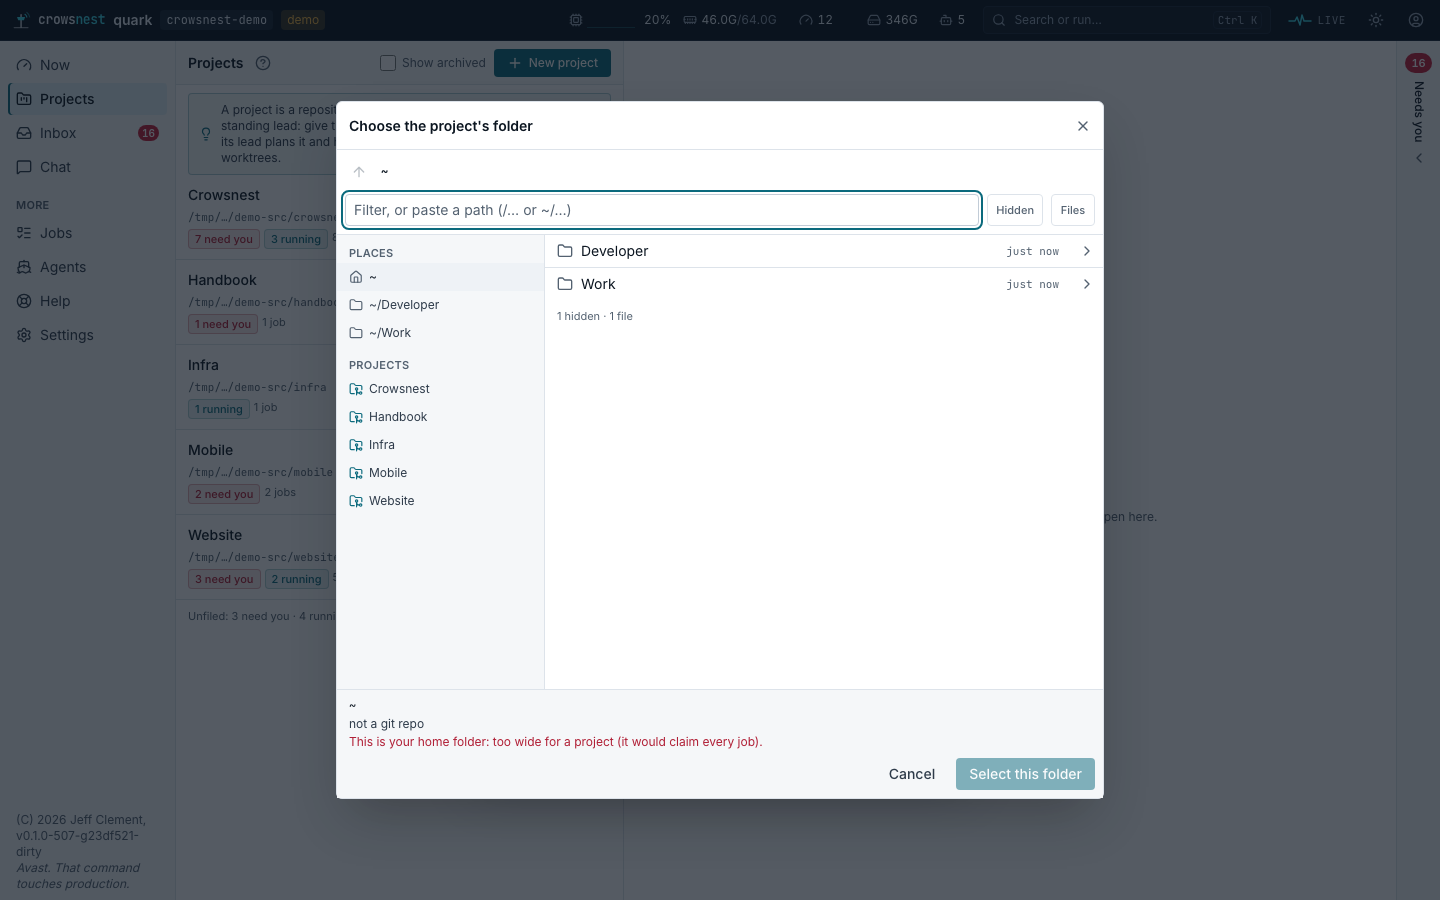 crowsnest quark crowsnest-demo demo 20% 46.0G/64.0G 12 346G 5 Search or run... Ctrl K LIVE
Now
Projects
Inbox 16
Chat
MORE
Jobs
Agents
Help
Settings
(C) 2026 Jeff Clement,
v0.1.0-507-g23df521-
dirty
Avast. That command
touches production.
Projects Show archived New project
A project is a reposit
standing lead: give t
its lead plans it and
worktrees.
Crowsnest
/tmp/…/demo-src/crowsn
7 need you 3 running
Handbook
/tmp/…/demo-src/handbo
1 need you 1 job
Infra
/tmp/…/demo-src/infra
1 running 1 job
Mobile
/tmp/…/demo-src/mobile
2 need you 2 jobs
Website
/tmp/…/demo-src/website
3 need you 2 running
Unfiled: 3 need you · 4 runni
Choose the project's folder
~
Filter, or paste a path (/... or ~/...) Hidden Files
PLACES
~
~/Developer
~/Work
PROJECTS
Crowsnest
Handbook
Infra
Mobile
Website
Developer just now
Work just now
1 hidden · 1 file
~
not a git repo
This is your home folder: too wide for a project (it would claim every job).
Cancel Select this folder
pen here.
16
Needs you